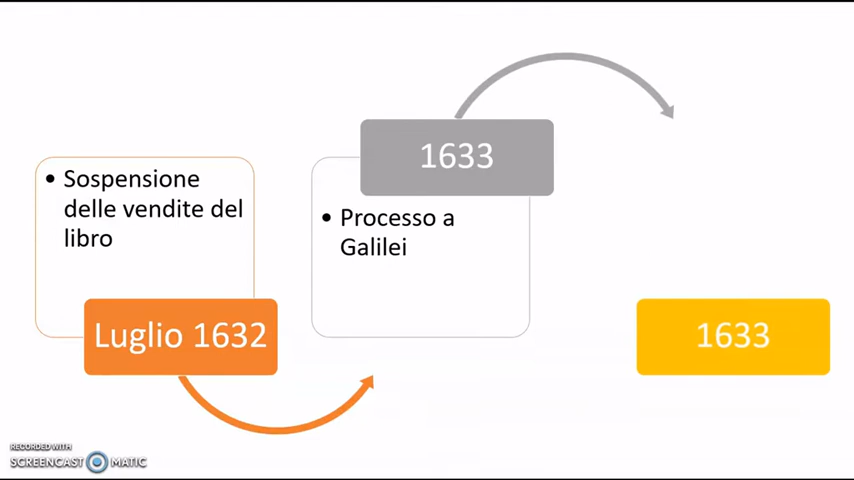 • Sospensione
delle vendite del
libro
Luglio 1632
1633
• Processo a
Galilei
1633
RECORDED WITH
SCREENCAST MATIC